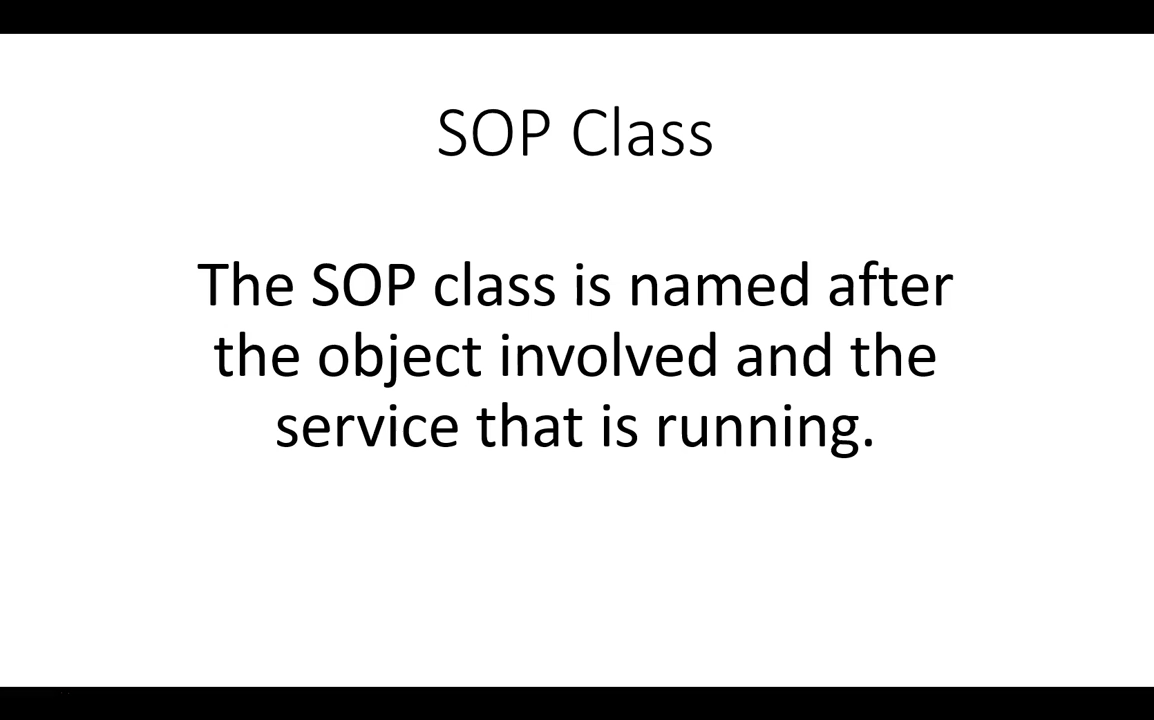 SOP Class
The SOP class is named after
the object involved and the
service that is running.